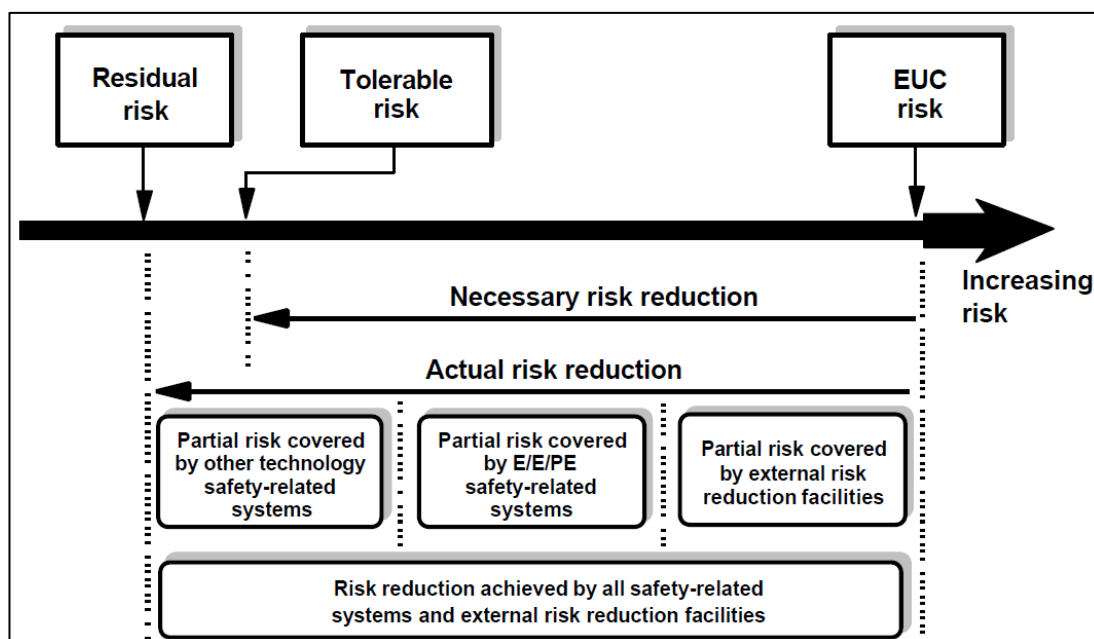 Residual
risk
Tolerable
risk
EUC
risk
Increasing
risk
Necessary risk reduction
Actual risk reduction
Partial risk covered
by other technology
safety-related
systems
Partial risk covered
by E/E/PE
safety-related
systems
Partial risk covered
by external risk
reduction facilities
Risk reduction achieved by all safety-related
systems and external risk reduction facilities